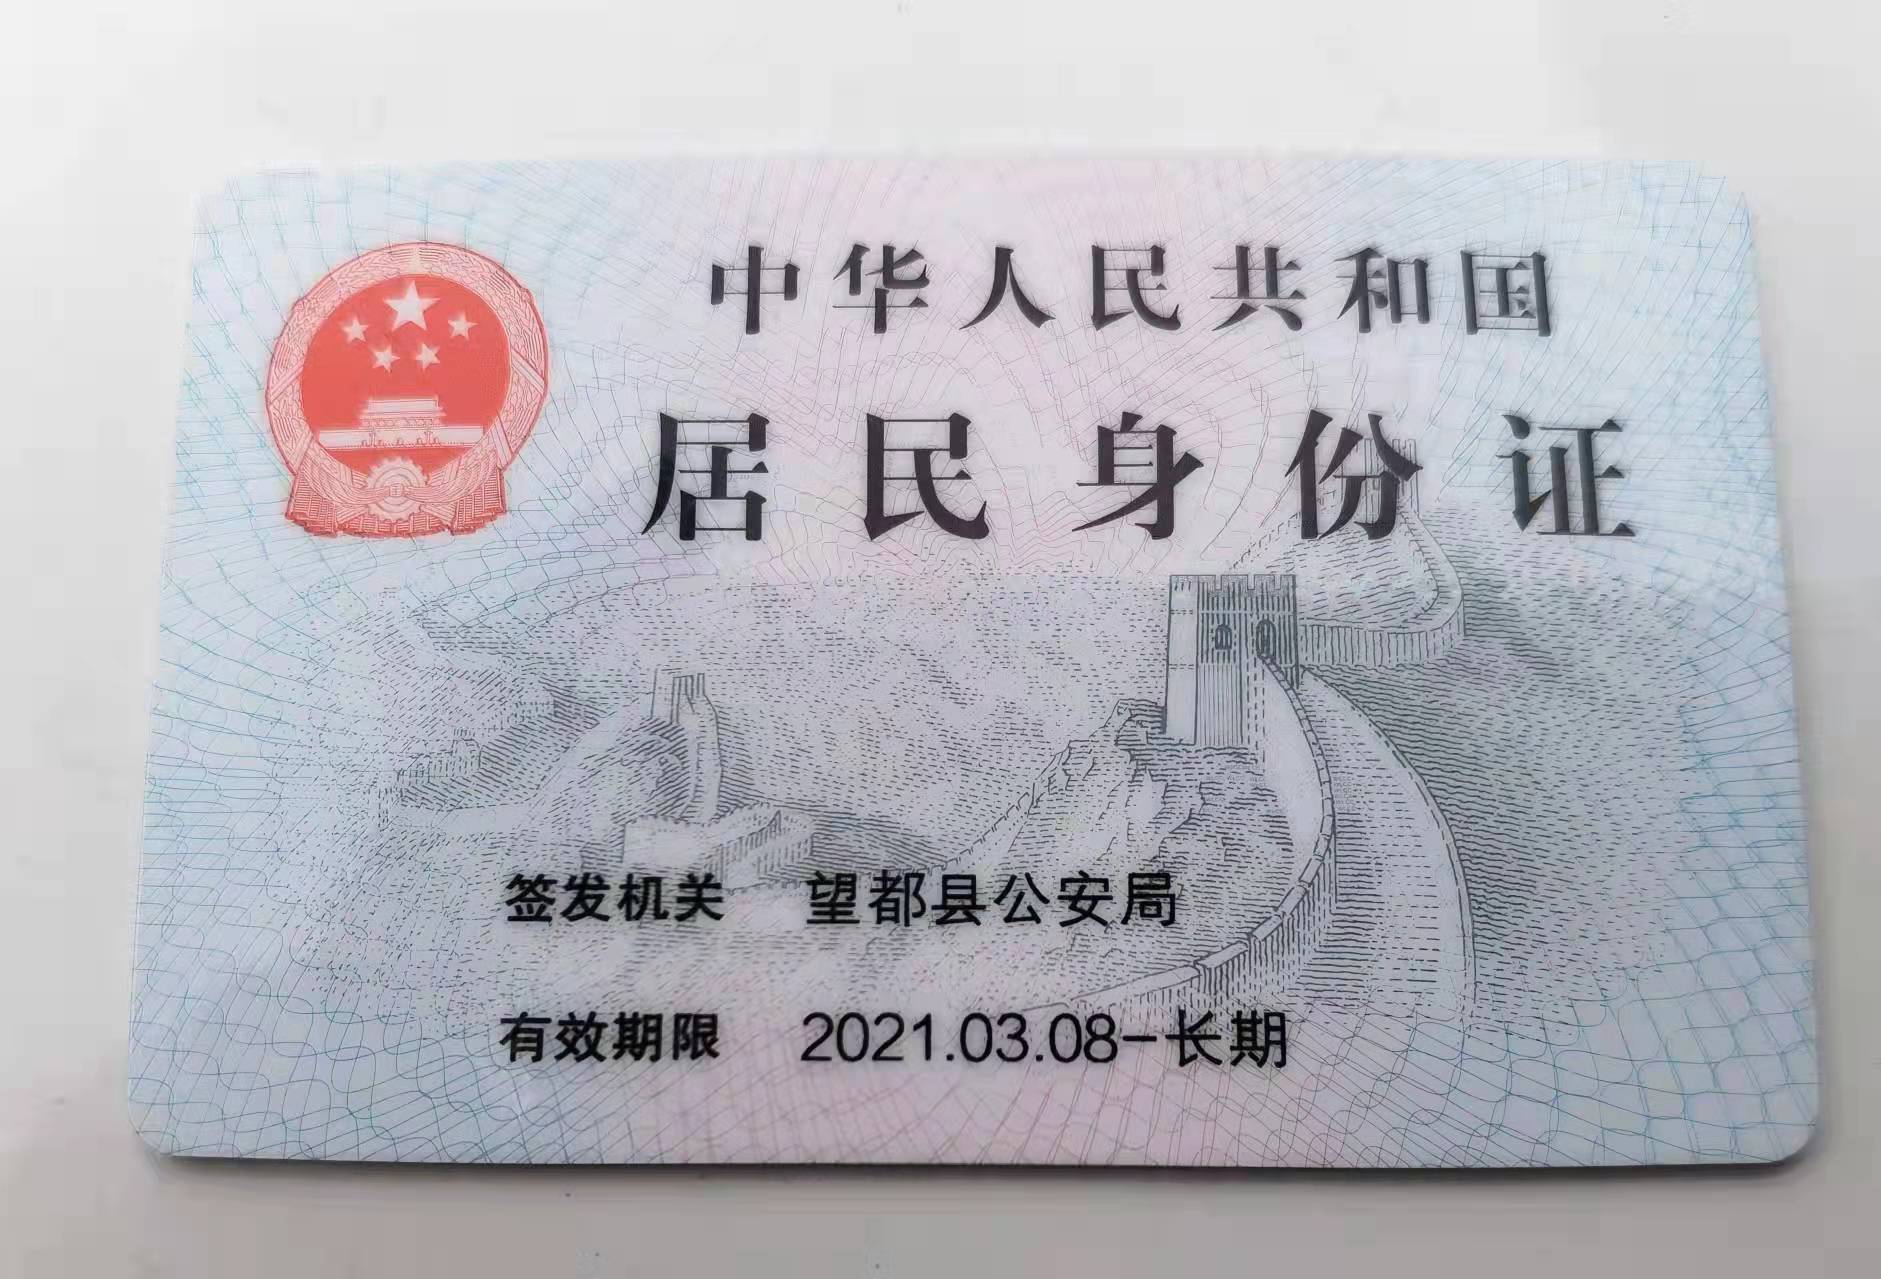 中华人民共和国
居民身份证
签发机关 望都县公安局
有效期限 2021.03.08-长期